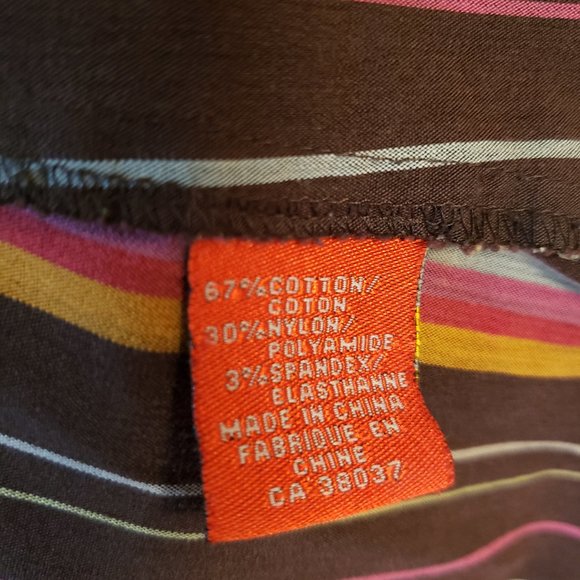 67%COTTON/
COTON
30%NYLON/
POLYAMIDE
3%SPANDEX/
ELASTHANNE
MADE IN CHINA
FABRIQUE EN
CHINE
CA 38037